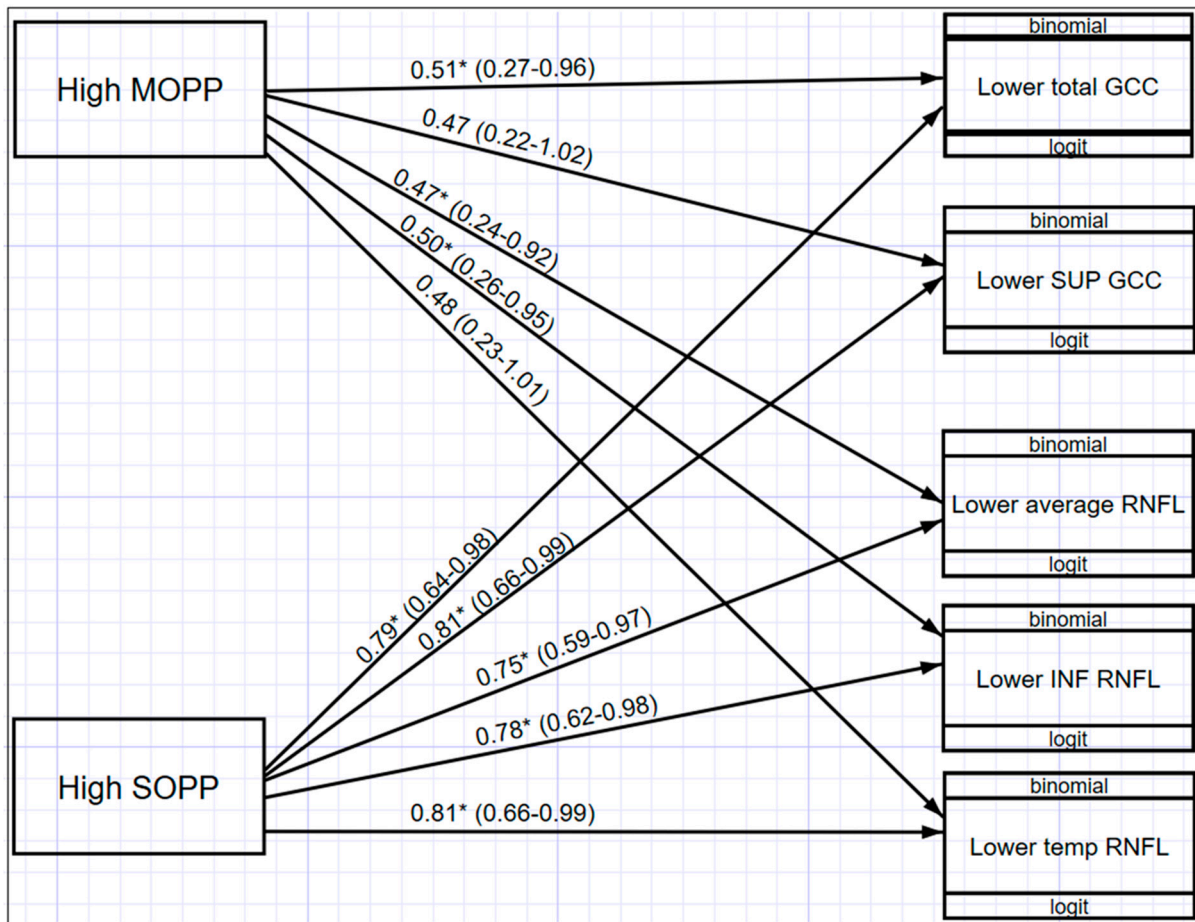 High MOPP
0.51* (0.27-0.96)
0.47 (0.22-1.02)
0.47* (0.24-0.92)
0.50* (0.26-0.95)
0.48 (0.23-1.01)
binomial
Lower total GCC
logit
binomial
Lower SUP GCC
logit
binomial
Lower average RNFL
logit
High SOPP
0.79* (0.64-0.98)
0.81* (0.66-0.99)
0.75* (0.59-0.97)
0.78* (0.62-0.98)
0.81* (0.66-0.99)
binomial
Lower INF RNFL
logit
binomial
Lower temp RNFL
logit